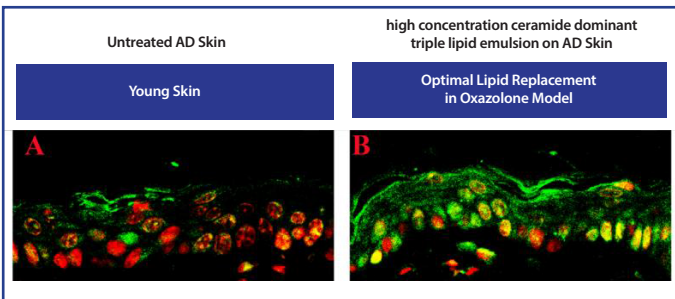 Untreated AD Skin
Young Skin
high concentration ceramide dominant
triple lipid emulsion on AD Skin
Optimal Lipid Replacement
in Oxazolone Model
A
B